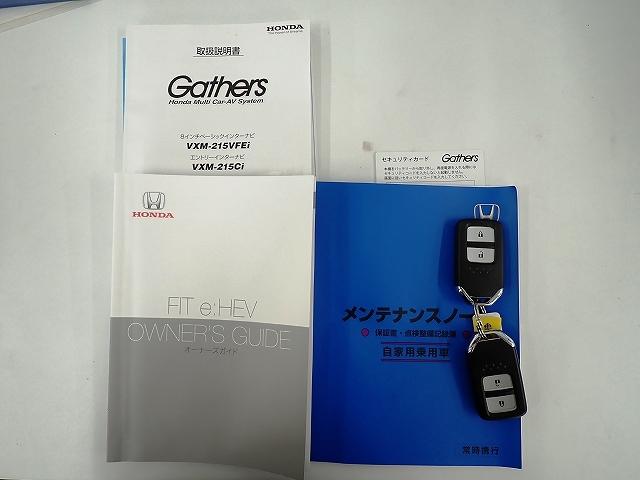 HONDA
The Power of Dreams
取扱説明書
Gathers
Honda Multi Car-AV System
8インチベーシックインターナビ
VXM-215VFEi
エントリーインターナビ
VXM-215Ci
セキュリティカード Gathers
HONDA
FIT e:HEV
OWNER'S GUIDE
オーナーズガイド
メンテナンスノー
保証書・点検整備記録簿
自家用乗用車
常時携行